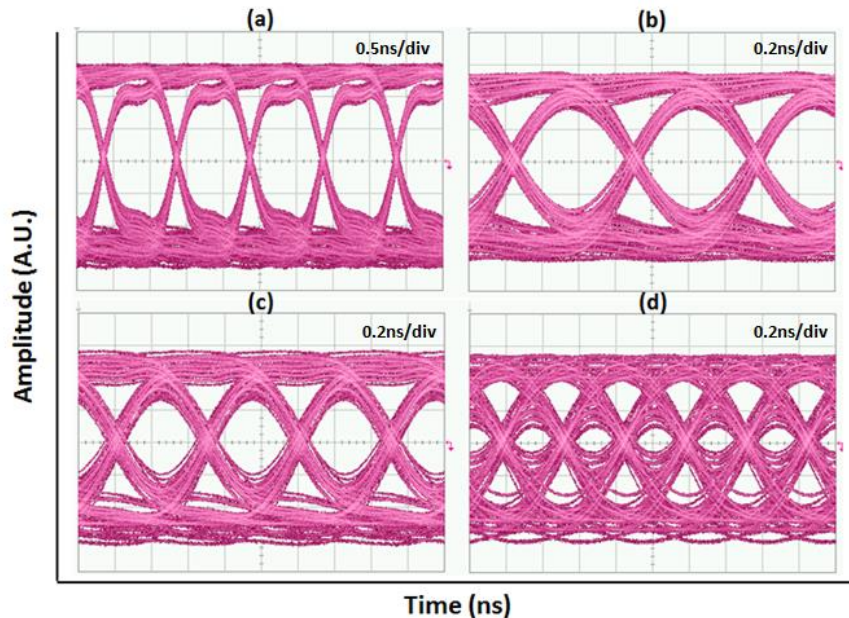 (a)
0.5ns/div
(b)
0.2ns/div
(c)
0.2ns/div
(d)
0.2ns/div
Amplitude (A.U.)
Time (ns)